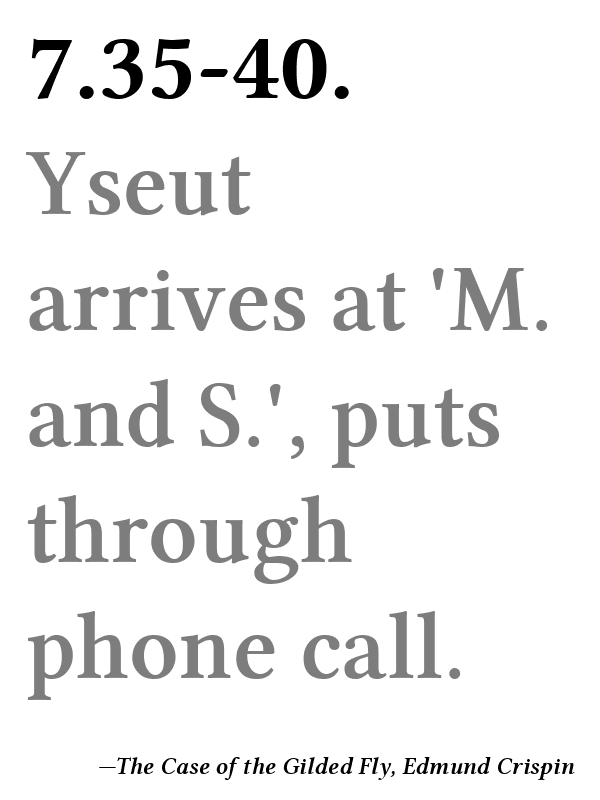 7.35-40.
Yseut
arrives at 'M.
and S.', puts
through
phone call.
—The Case of the Gilded Fly, Edmund Crispin